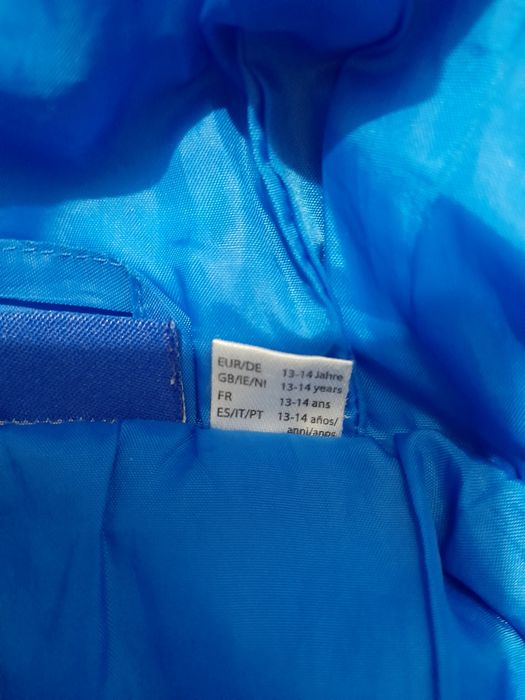 EUR/DE 13-14 Jahre
GB/IE/NI 13-14 years
FR 13-14 ans
ES/IT/PT 13-14 años/
anni/anos